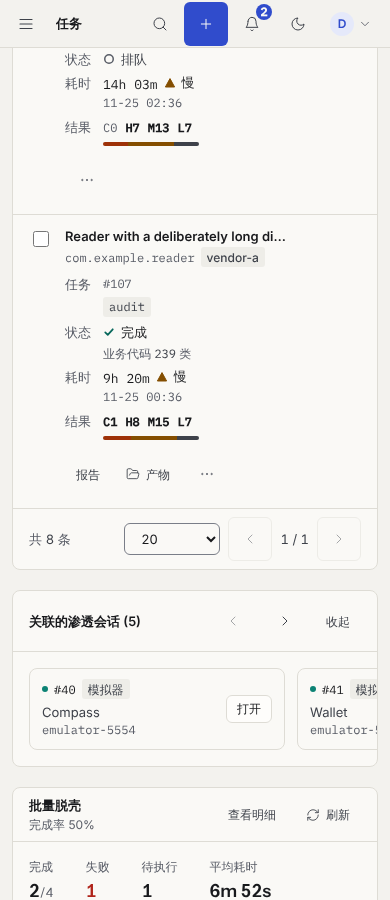 任务
2
D
状态 排队
耗时 14h 03m 慢
11-25 02:36
结果 C0 H7 M13 L7
...
Reader with a deliberately long di...
com.example.reader vendor-a
任务 #107
audit
状态 完成
业务代码 239 类
耗时 9h 20m 慢
11-25 00:36
结果 C1 H8 M15 L7
报告 产物 ...
共 8 条 20 1 / 1
关联的渗透会话 (5) 收起
#40 模拟器
Compass
emulator-5554
打开
#41 模拟器
Wallet
批量脱壳
完成率 50%
查看明细 刷新
完成 失败 待执行 平均耗时
2/4 1 1 6m 52s